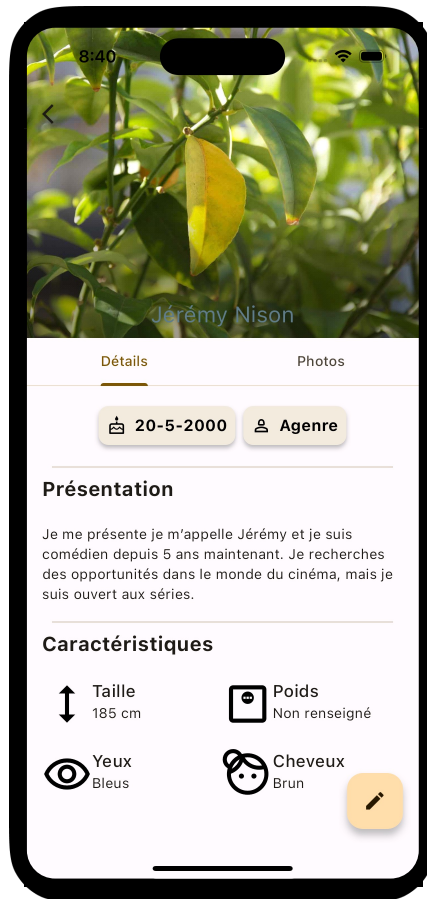 8:40
Jérémy Nison
Détails
Photos
20-5-2000
Agenre
Présentation
Je me présente je m'appelle Jérémy et je suis
comédien depuis 5 ans maintenant. Je recherches
des opportunités dans le monde du cinéma, mais je
suis ouvert aux séries.
Caractéristiques
Taille
185 cm
Poids
Non renseigné
Yeux
Bleus
Cheveux
Brun